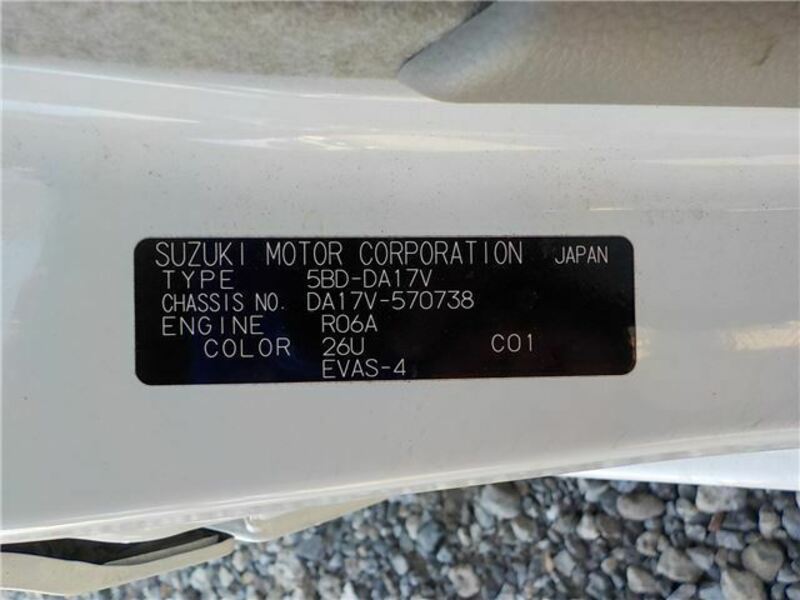 SUZUKI MOTOR CORPORATION JAPAN
TYPE 5BD-DA17V
CHASSIS NO. DA17V-570738
ENGINE R06A
COLOR 26U C01
EVAS-4